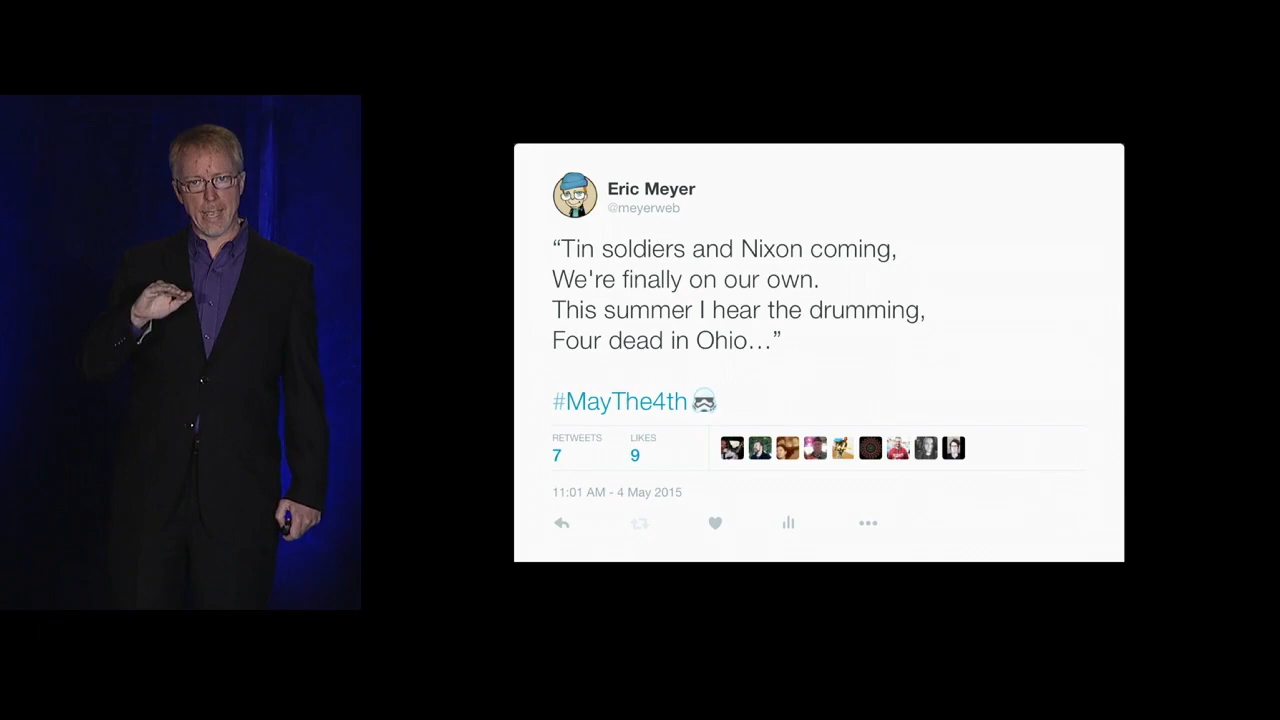 Eric Meyer
@meyerweb
“Tin soldiers and Nixon coming,
We're finally on our own.
This summer I hear the drumming,
Four dead in Ohio…”
#MayThe4th
RETWEETS LIKES
7 9
11:01 AM - 4 May 2015